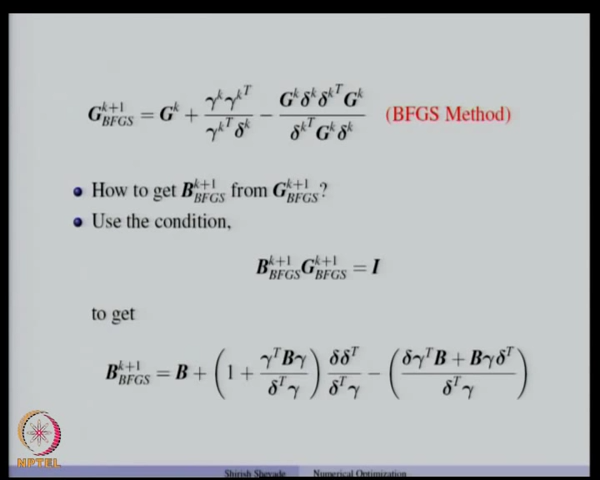 G^{k+1}_{BFGS} = G^k + \frac{γ^k γ^{k^T}}{γ^{k^T} δ^k} − \frac{G^k δ^k δ^{k^T} G^k}{δ^{k^T} G^k δ^k} (BFGS Method)
• How to get B^{k+1}_{BFGS} from G^{k+1}_{BFGS}?
• Use the condition,
B^{k+1}_{BFGS} G^{k+1}_{BFGS} = I
to get
B^{k+1}_{BFGS} = B + \left(1 + \frac{γ^T B γ}{δ^T γ}\right) \frac{δ δ^T}{δ^T γ} − \left(\frac{δ γ^T B + B γ δ^T}{δ^T γ}\right)
NPTEL
Shirish Shevade Numerical Optimization